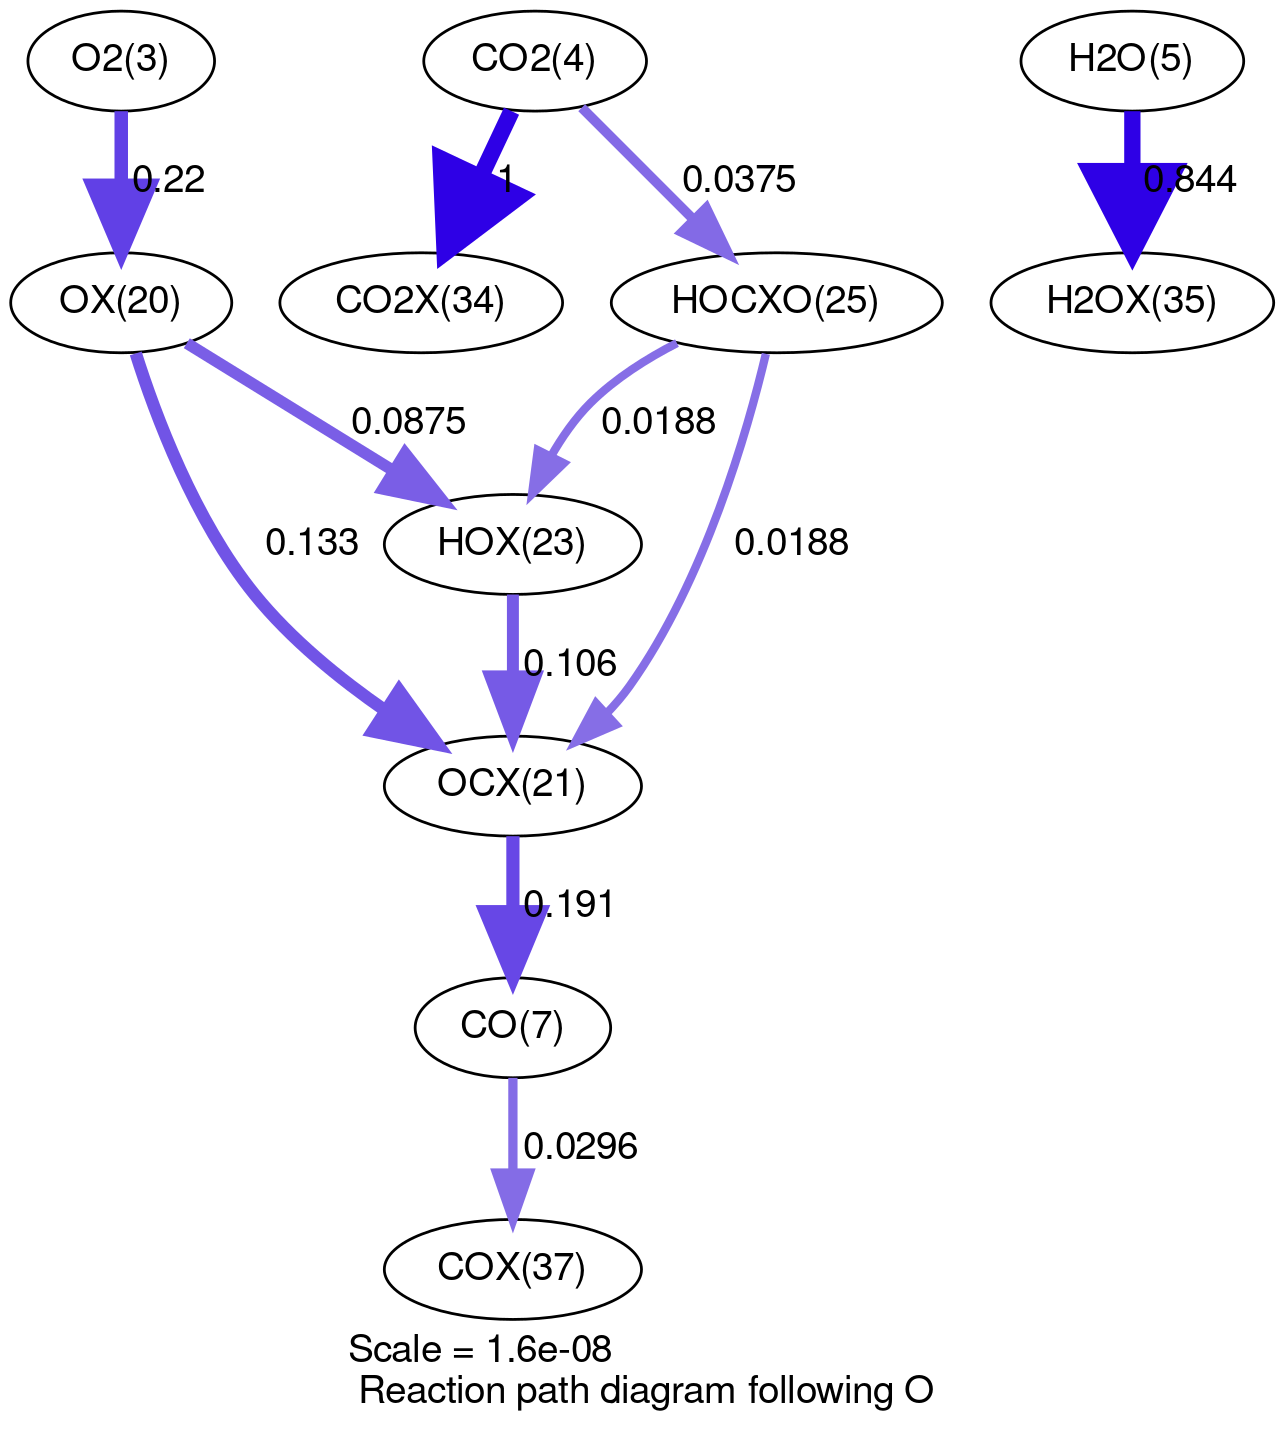 O2(3)
CO2(4)
H2O(5)
0.22
1
0.0375
0.844
OX(20)
CO2X(34)
HOCXO(25)
H2OX(35)
0.0875
0.0188
0.133
HOX(23)
0.0188
0.106
OCX(21)
0.191
CO(7)
0.0296
COX(37)
Scale = 1.6e-08
Reaction path diagram following O